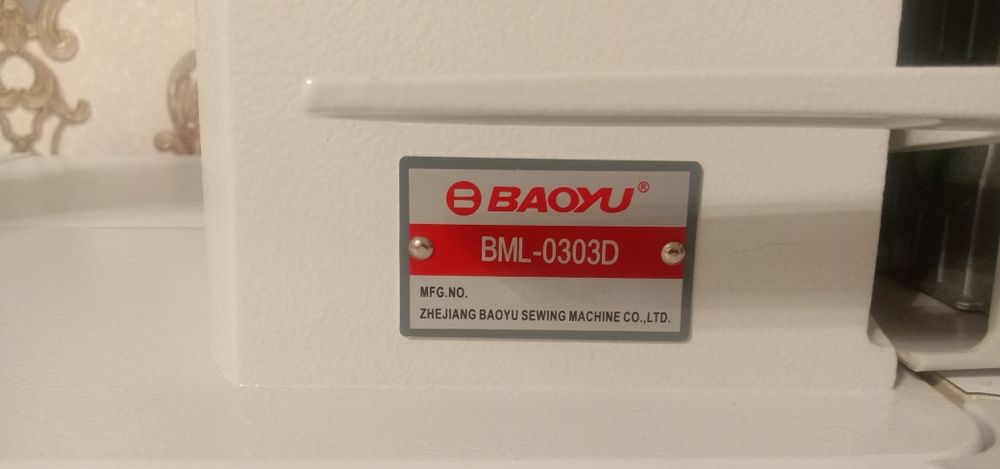 BAOYU®
BML-0303D
MFG.NO.
ZHEJIANG BAOYU SEWING MACHINE CO.,LTD.